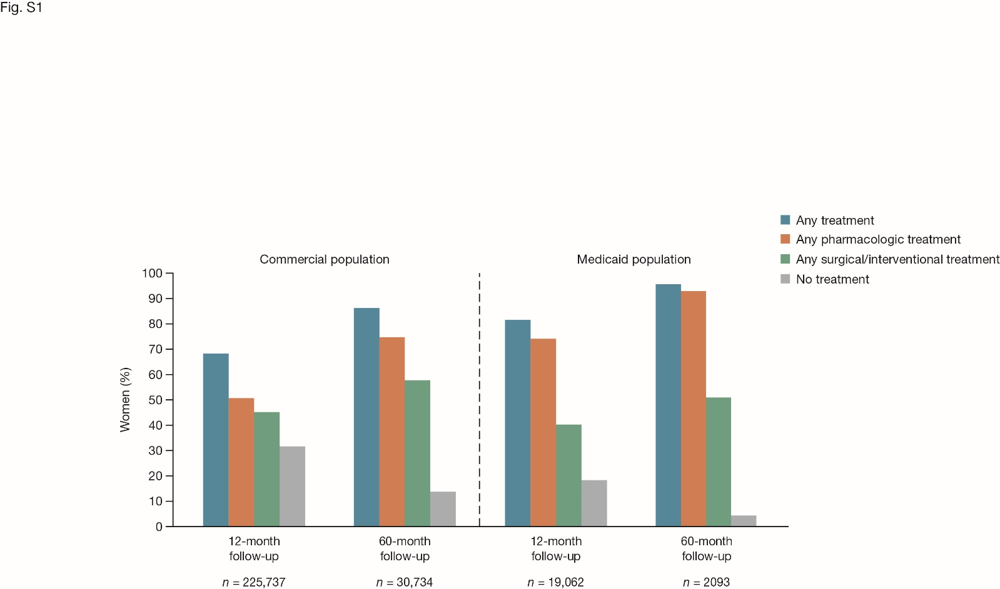 Fig. S1
Any treatment
Any pharmacologic treatment
Any surgical/interventional treatment
No treatment
Commercial population
Medicaid population
100
90
80
70
60
50
40
30
20
10
0
Women (%)
12-month
follow-up
60-month
follow-up
12-month
follow-up
60-month
follow-up
n = 225,737
n = 30,734
n = 19,062
n = 2093